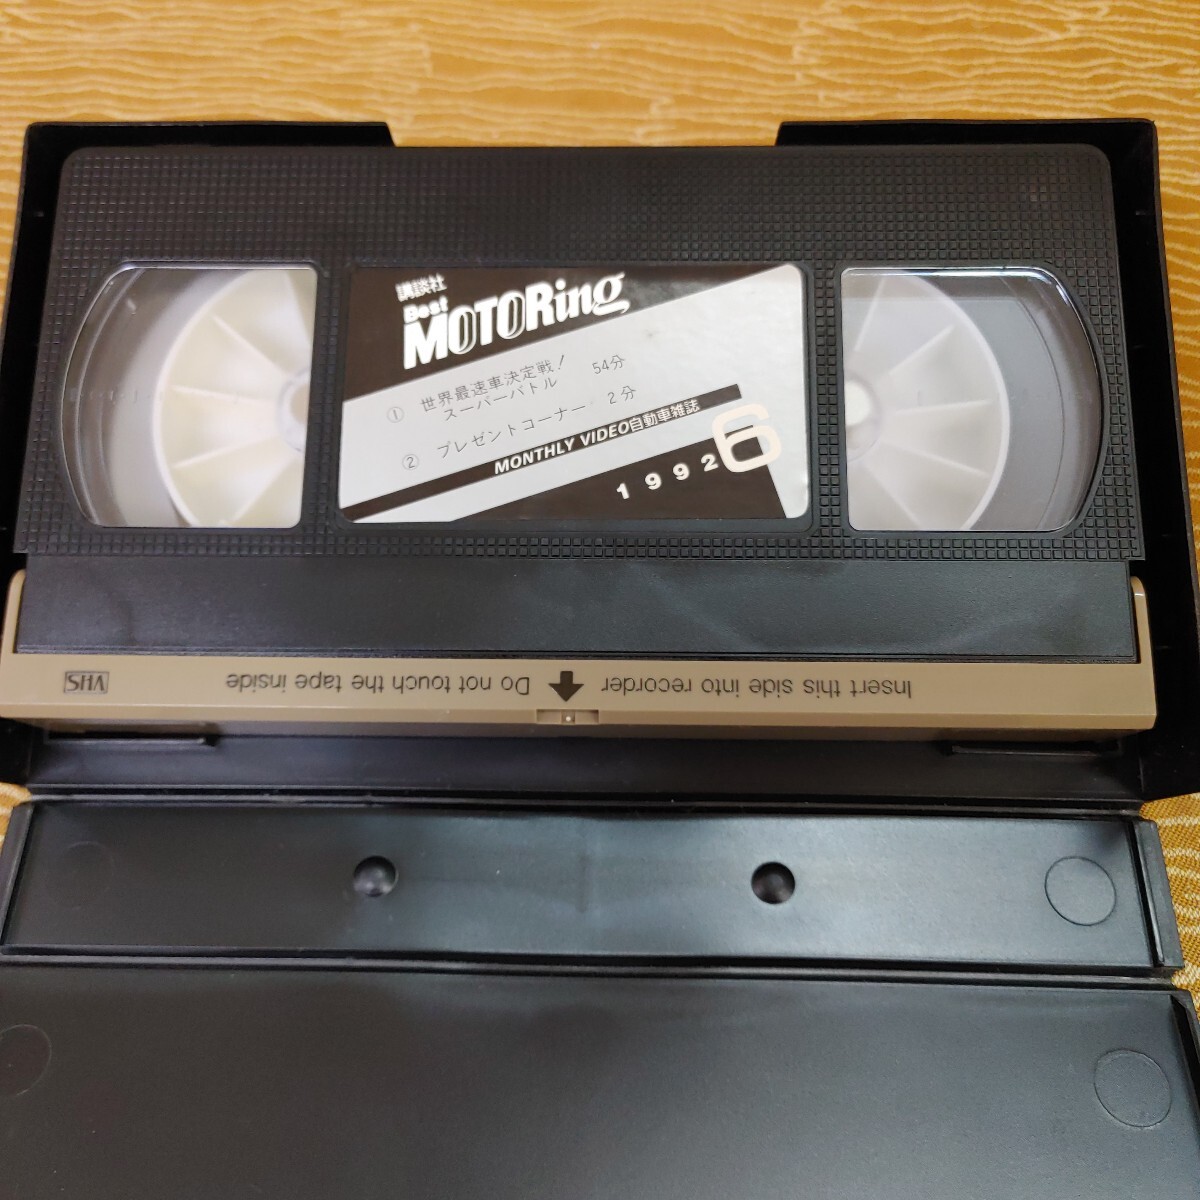 講談社
Best
MOTORing
① 世界最速車決定戦!
スーパーバトル 54分
② プレゼントコーナー 2分
MONTHLY VIDEO自動車雑誌
1992 6
Insert this side into recorder Do not touch the tape inside VHS